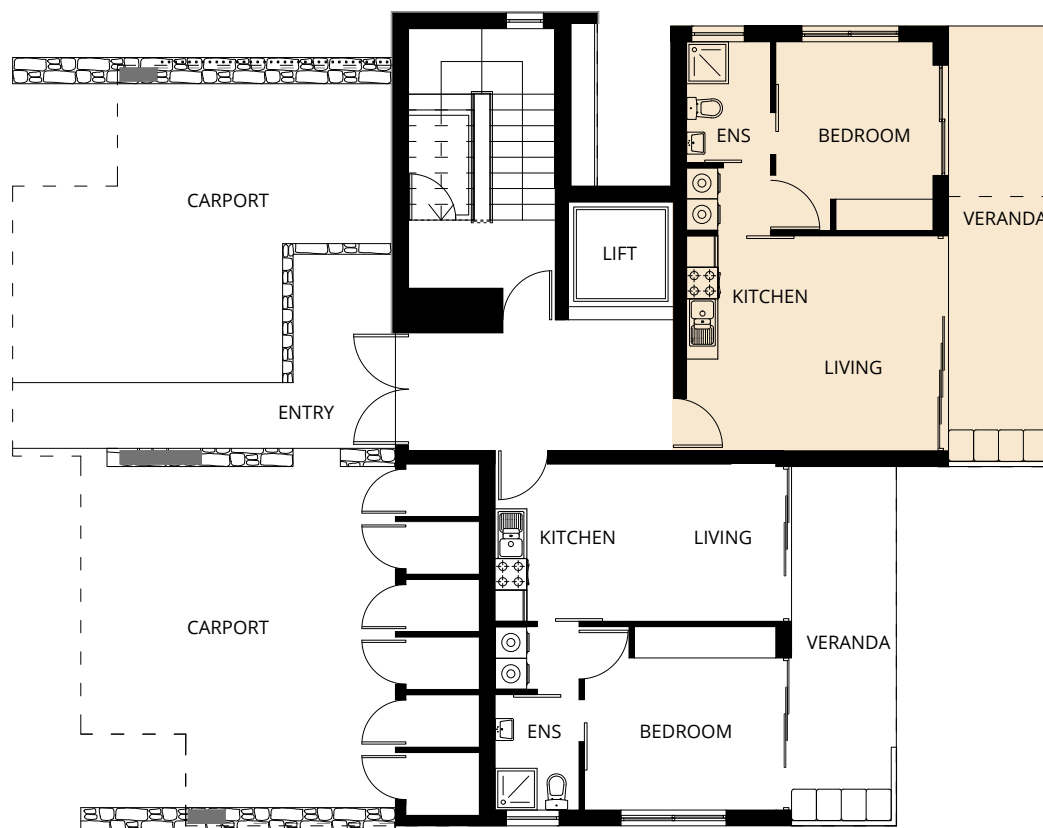 ENS
BEDROOM
CARPORT
VERANDA
LIFT
KITCHEN
LIVING
ENTRY
KITCHEN
LIVING
CARPORT
VERANDA
ENS
BEDROOM